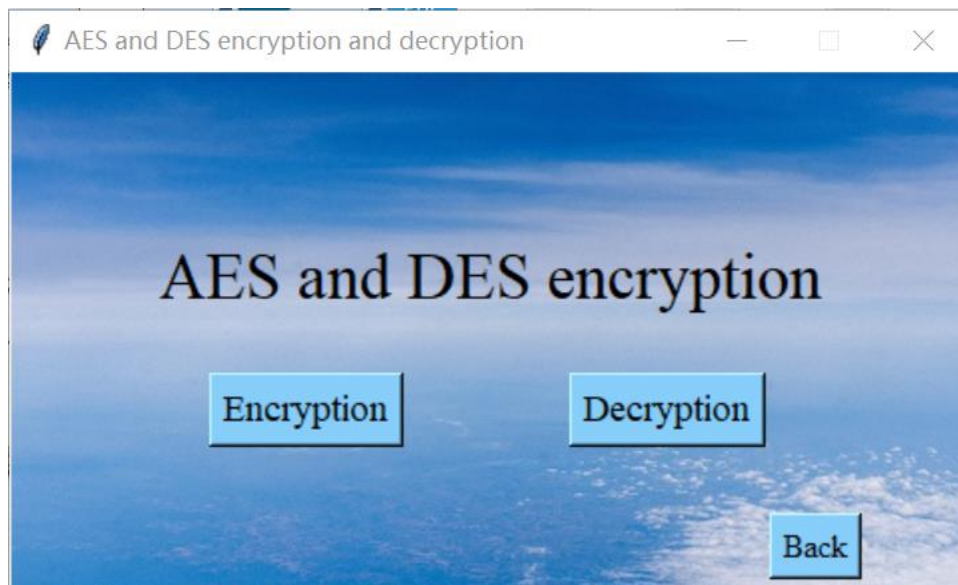 AES and DES encryption and decryption
AES and DES encryption
Encryption
Decryption
Back